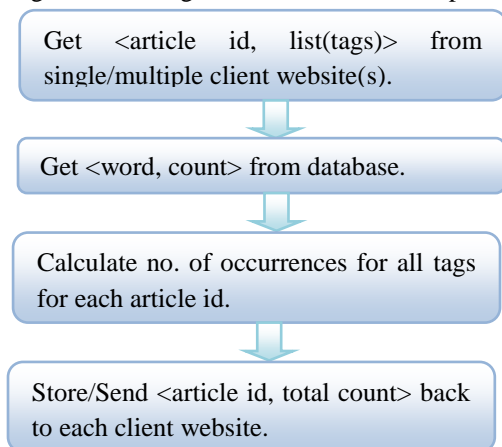 Get <article id, list(tags)> from
single/multiple client website(s).
Get <word, count> from database.
Calculate no. of occurrences for all tags
for each article id.
Store/Send <article id, total count> back
to each client website.